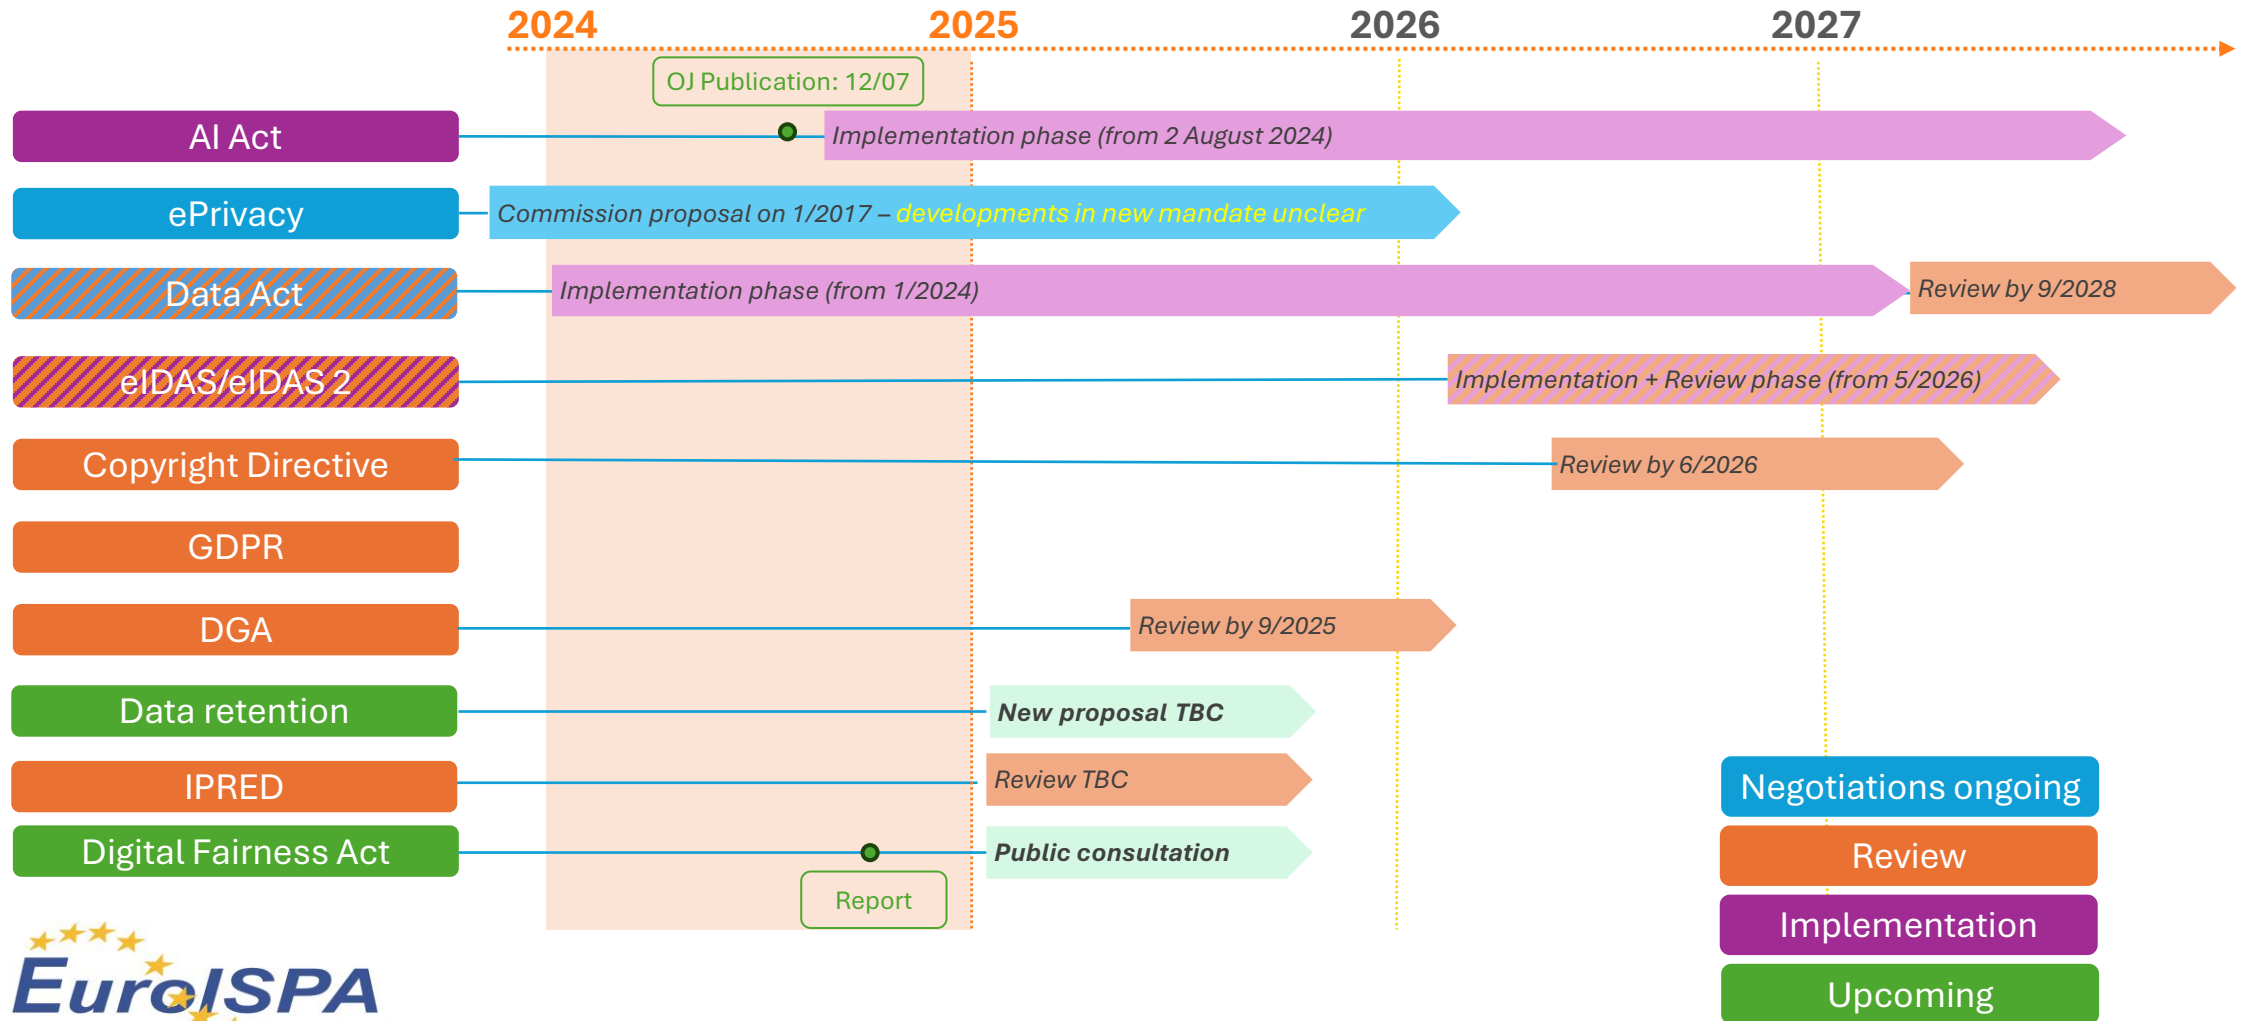 2024 2025 2026 2027
OJ Publication: 12/07
AI Act
Implementation phase (from 2 August 2024)
ePrivacy
Commission proposal on 1/2017 – developments in new mandate unclear
Data Act
Implementation phase (from 1/2024)
Review by 9/2028
eIDAS/eIDAS 2
Implementation + Review phase (from 5/2026)
Copyright Directive
Review by 6/2026
GDPR
DGA
Review by 9/2025
Data retention
New proposal TBC
IPRED
Review TBC
Digital Fairness Act
Public consultation
Report
Negotiations ongoing
Review
Implementation
Upcoming
EuroISPA